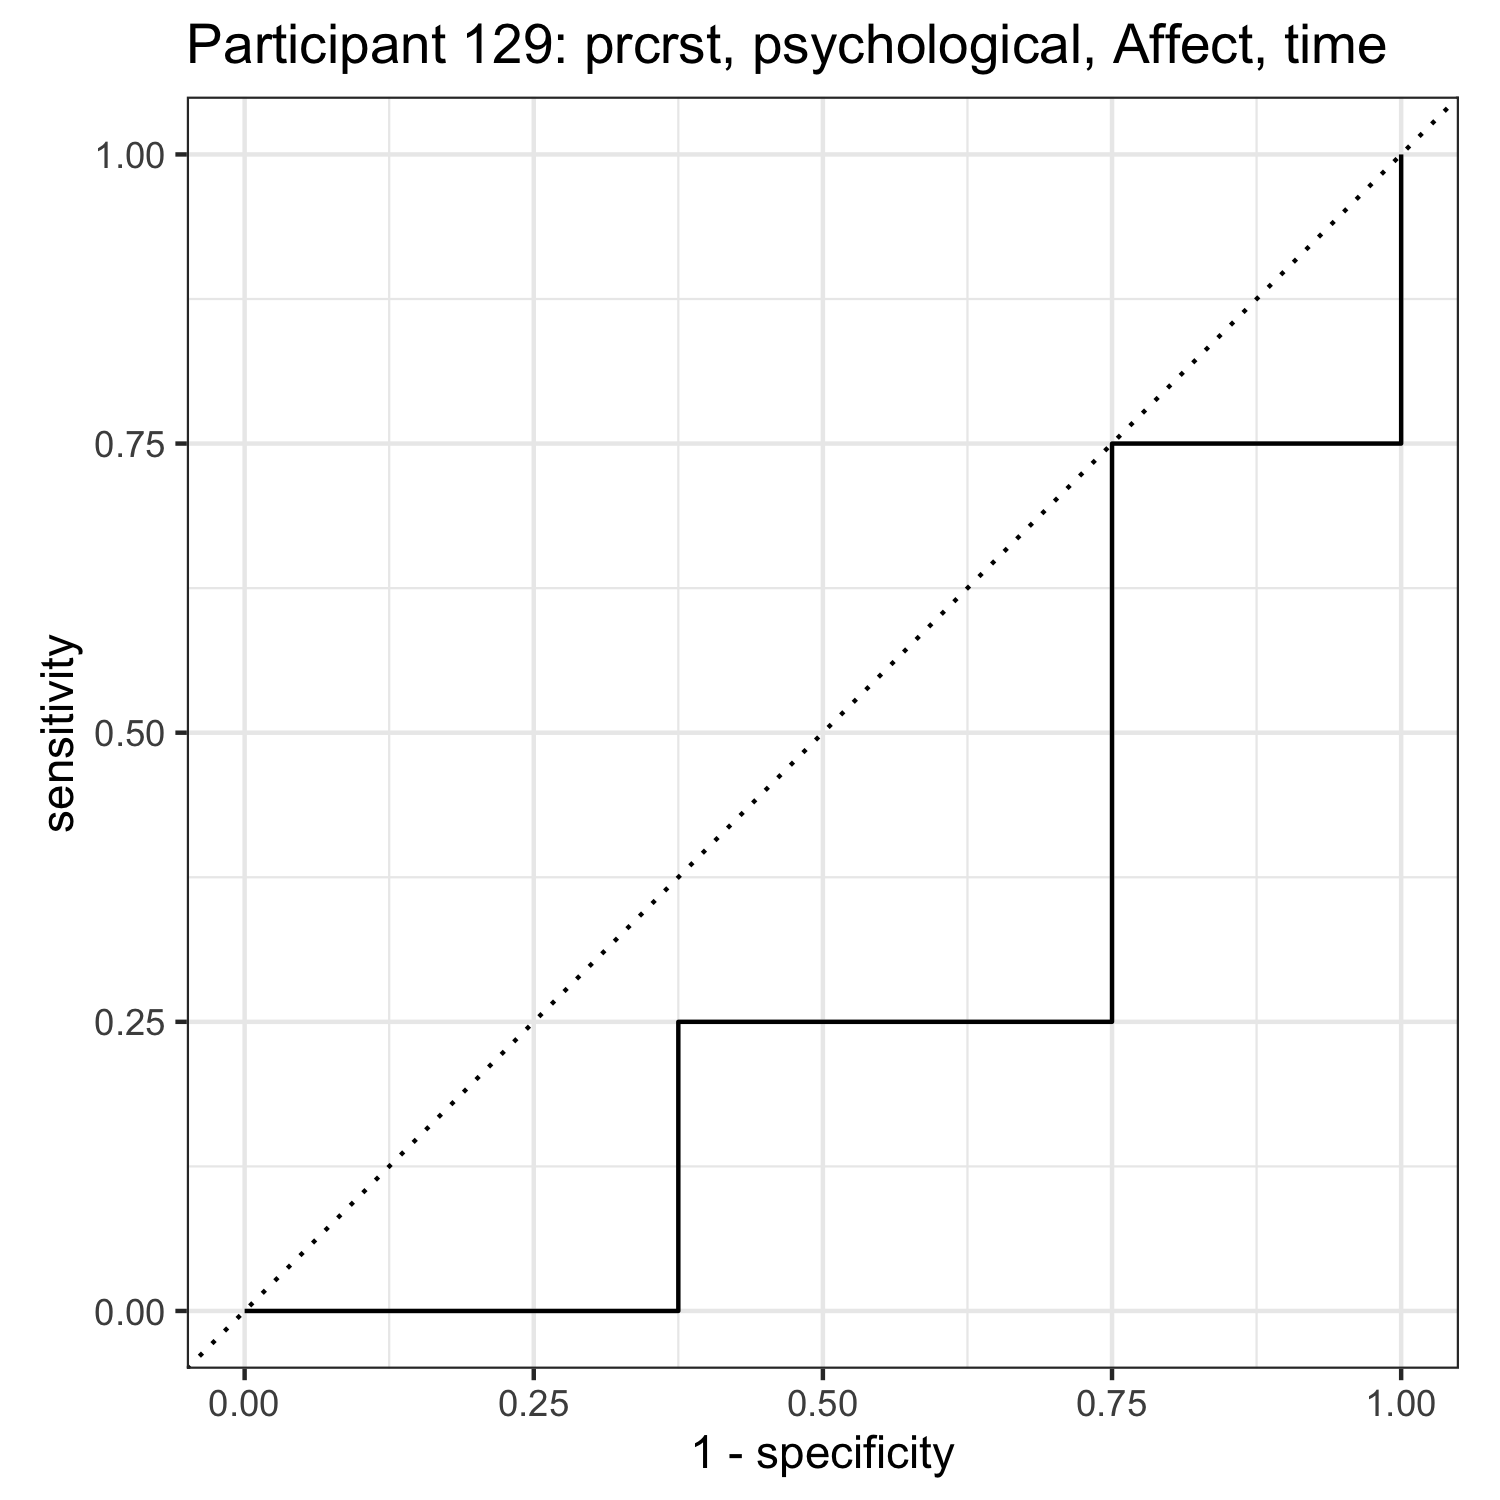 Participant 129: prcrst, psychological, Affect, time
1.00
0.75
0.50
0.25
0.00
sensitivity
0.00 0.25 0.50 0.75 1.00
1 - specificity